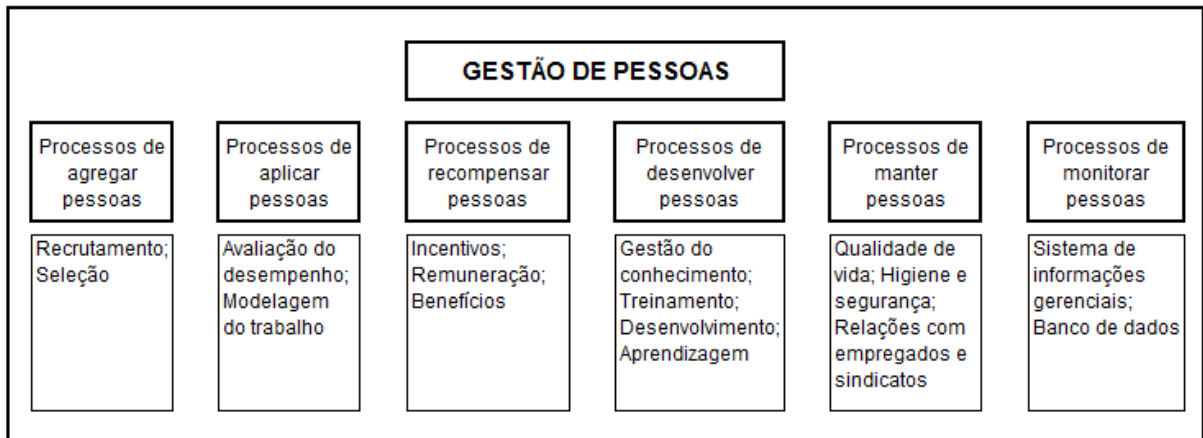 GESTÃO DE PESSOAS
Processos de
agregar
pessoas
Processos de
aplicar
pessoas
Processos de
recompensar
pessoas
Processos de
desenvolver
pessoas
Processos de
manter
pessoas
Processos de
monitorar
pessoas
Recrutamento;
Seleção
Avaliação do
desempenho;
Modelagem
do trabalho
Incentivos;
Remuneração;
Benefícios
Gestão do
conhecimento;
Treinamento;
Desenvolvimento;
Aprendizagem
Qualidade de
vida; Higiene e
segurança;
Relações com
empregados e
sindicatos
Sistema de
informações
gerenciais;
Banco de dados